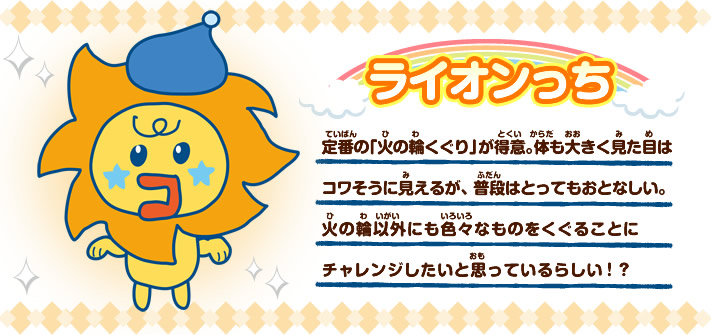 ライオンっち
定番の「火の輪くぐり」が得意。体も大きく見た目は
コワそうに見えるが、普段はとってもおとなしい。
火の輪以外にも色々なものをくぐることに
チャレンジしたいと思っているらしい！？